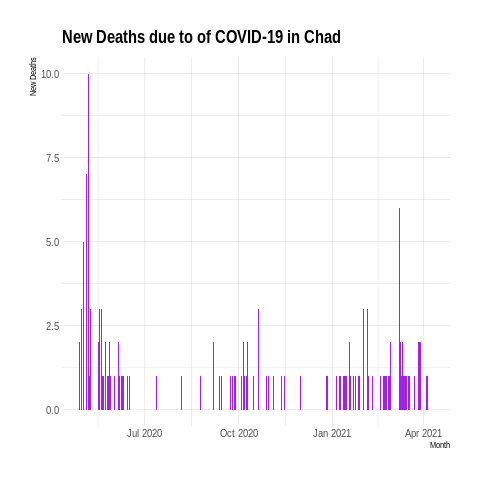 New Deaths due to of COVID-19 in Chad
New Deaths
10.0
7.5
5.0
2.5
0.0
Jul 2020 Oct 2020 Jan 2021 Apr 2021
Month